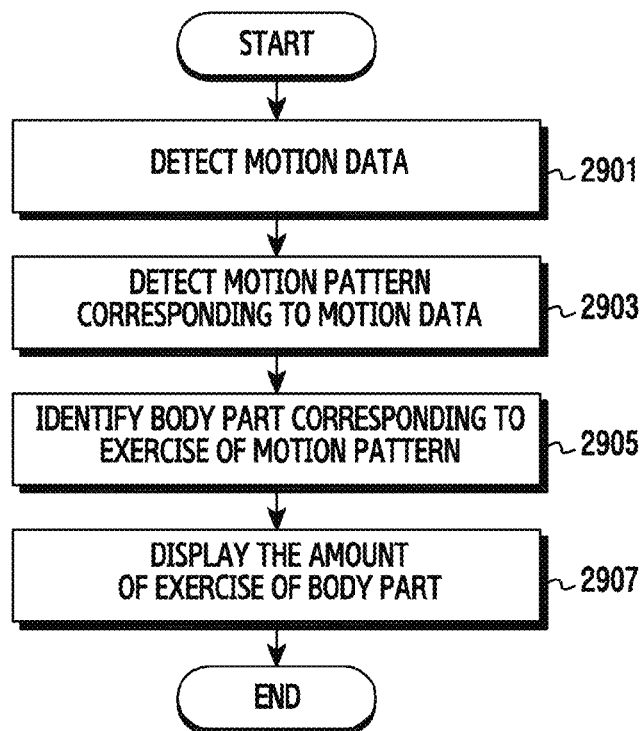 START
DETECT MOTION DATA
2901
DETECT MOTION PATTERN
CORRESPONDING TO MOTION DATA
2903
IDENTIFY BODY PART CORRESPONDING TO
EXERCISE OF MOTION PATTERN
2905
DISPLAY THE AMOUNT
OF EXERCISE OF BODY PART
2907
END